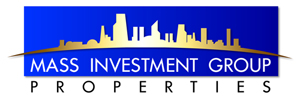 MASS INVESTMENT GROUP
PROPERTIES